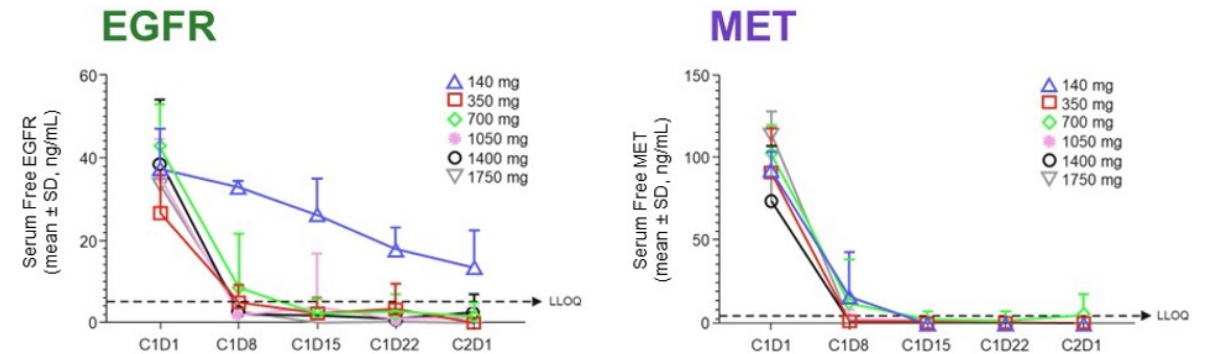 EGFR
Serum Free EGFR
(mean ± SD, ng/mL)
60
40
20
0
140 mg
350 mg
700 mg
1050 mg
1400 mg
1750 mg
LLOQ
C1D1 C1D8 C1D15 C1D22 C2D1
MET
Serum Free MET
(mean ± SD, ng/mL)
150
100
50
0
140 mg
350 mg
700 mg
1050 mg
1400 mg
1750 mg
LLOQ
C1D1 C1D8 C1D15 C1D22 C2D1